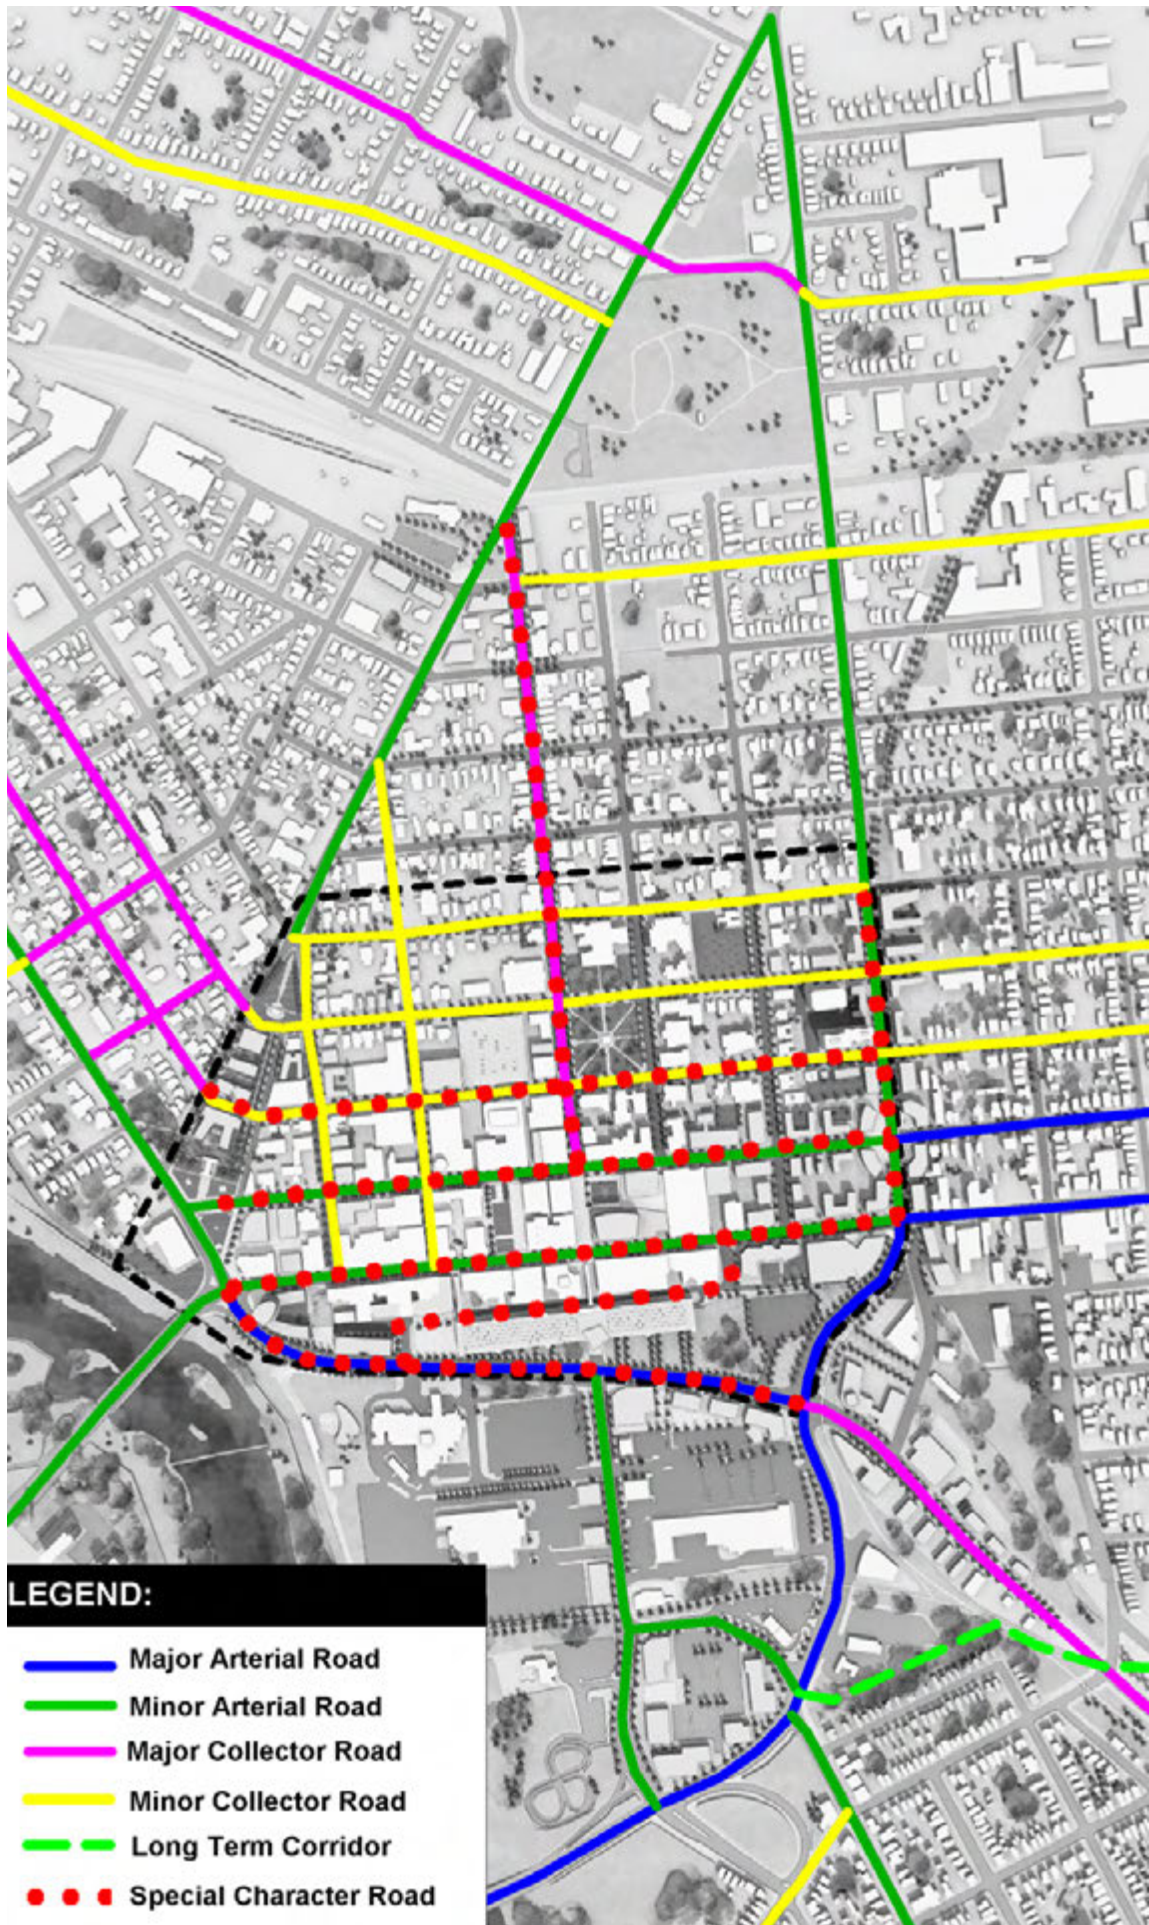 LEGEND:
Major Arterial Road
Minor Arterial Road
Major Collector Road
Minor Collector Road
Long Term Corridor
Special Character Road